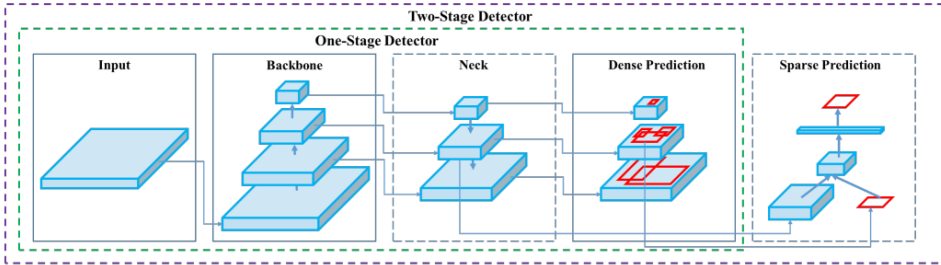 Two-Stage Detector
One-Stage Detector
Input
Backbone
Neck
Dense Prediction
Sparse Prediction